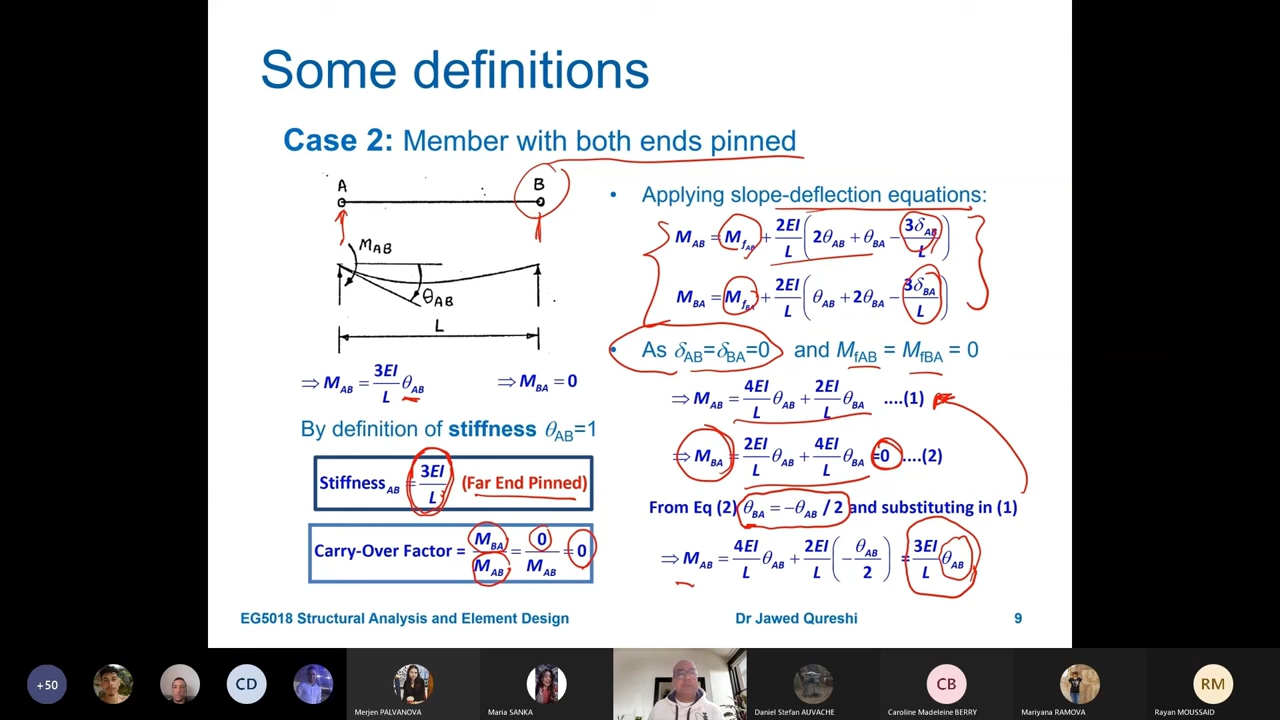 Some definitions
Case 2: Member with both ends pinned
A
B
M_AB
θ_AB
L
⇒ M_AB = 3EI/L θ_AB
⇒ M_BA = 0
By definition of stiffness θ_AB=1
Stiffness_AB = 3EI/L (Far End Pinned)
Carry-Over Factor = M_BA/M_AB = 0/M_AB = 0
• Applying slope-deflection equations:
M_AB = M_fAB + 2EI/L (2θ_AB + θ_BA − 3δ_AB/L)
M_BA = M_fBA + 2EI/L (θ_AB + 2θ_BA − 3δ_BA/L)
• As δ_AB=δ_BA=0 and M_fAB = M_fBA = 0
⇒ M_AB = 4EI/L θ_AB + 2EI/L θ_BA ....(1)
⇒ M_BA = 2EI/L θ_AB + 4EI/L θ_BA =0 ....(2)
From Eq (2) θ_BA = −θ_AB / 2 and substituting in (1)
⇒ M_AB = 4EI/L θ_AB + 2EI/L (−θ_AB/2) = 3EI/L θ_AB
EG5018 Structural Analysis and Element Design
Dr Jawed Qureshi
9
+50
CD
Merjen PALVANOVA
Maria SANKA
Daniel Stefan AUVACHE
CB
Caroline Madeleine BERRY
Mariyana RAMOVA
RM
Rayan MOUSSAID